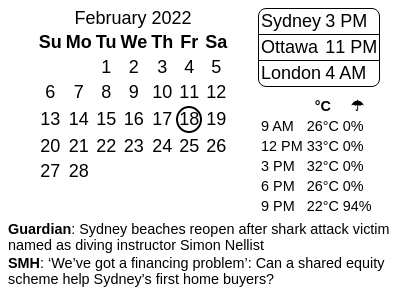 February 2022
Su Mo Tu We Th Fr Sa
1 2 3 4 5
6 7 8 9 10 11 12
13 14 15 16 17 18 19
20 21 22 23 24 25 26
27 28
Sydney 3 PM
Ottawa 11 PM
London 4 AM
°C ☂
9 AM 26°C 0%
12 PM 33°C 0%
3 PM 32°C 0%
6 PM 26°C 0%
9 PM 22°C 94%
Guardian: Sydney beaches reopen after shark attack victim
named as diving instructor Simon Nellist
SMH: ‘We’ve got a financing problem’: Can a shared equity
scheme help Sydney’s first home buyers?